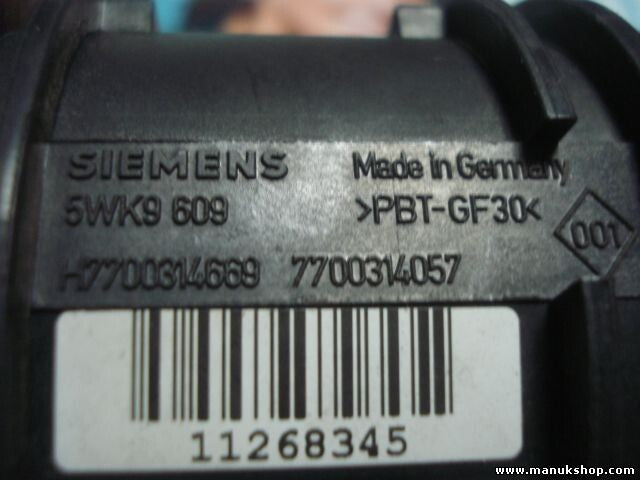 SIEMENS Made in Germany
5WK9 609 >PBT-GF30<
001
H7700314669 7700314057
11268345
www.manukshop.com